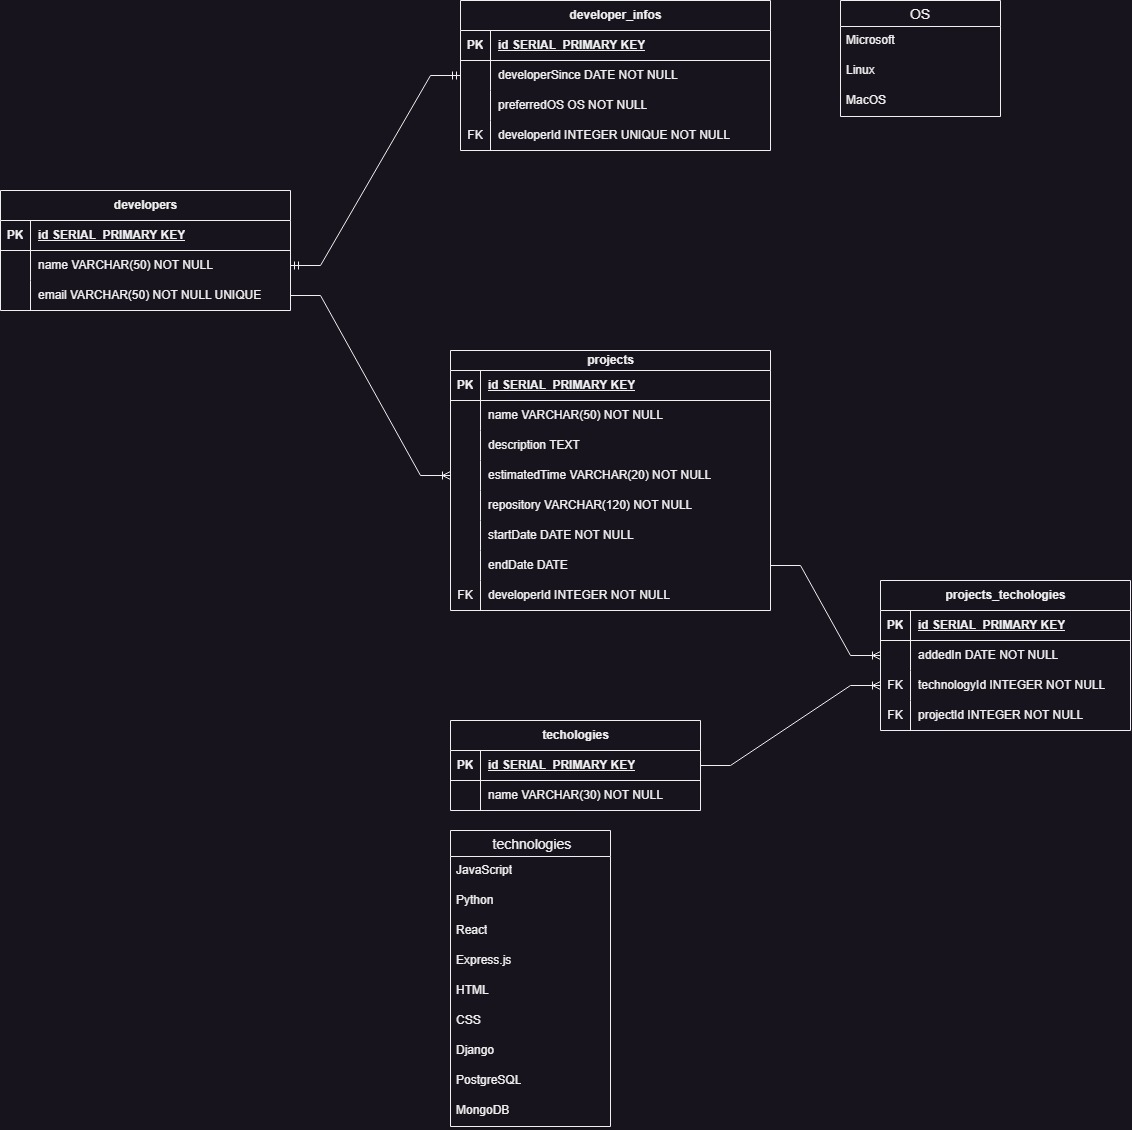 developer_infos
PK id SERIAL PRIMARY KEY
developerSince DATE NOT NULL
preferredOS OS NOT NULL
FK developerId INTEGER UNIQUE NOT NULL
OS
Microsoft
Linux
MacOS
developers
PK id SERIAL PRIMARY KEY
name VARCHAR(50) NOT NULL
email VARCHAR(50) NOT NULL UNIQUE
projects
PK id SERIAL PRIMARY KEY
name VARCHAR(50) NOT NULL
description TEXT
estimatedTime VARCHAR(20) NOT NULL
repository VARCHAR(120) NOT NULL
startDate DATE NOT NULL
endDate DATE
FK developerId INTEGER NOT NULL
projects_techologies
PK id SERIAL PRIMARY KEY
addedIn DATE NOT NULL
FK technologyId INTEGER NOT NULL
FK projectId INTEGER NOT NULL
techologies
PK id SERIAL PRIMARY KEY
name VARCHAR(30) NOT NULL
technologies
JavaScript
Python
React
Express.js
HTML
CSS
Django
PostgreSQL
MongoDB